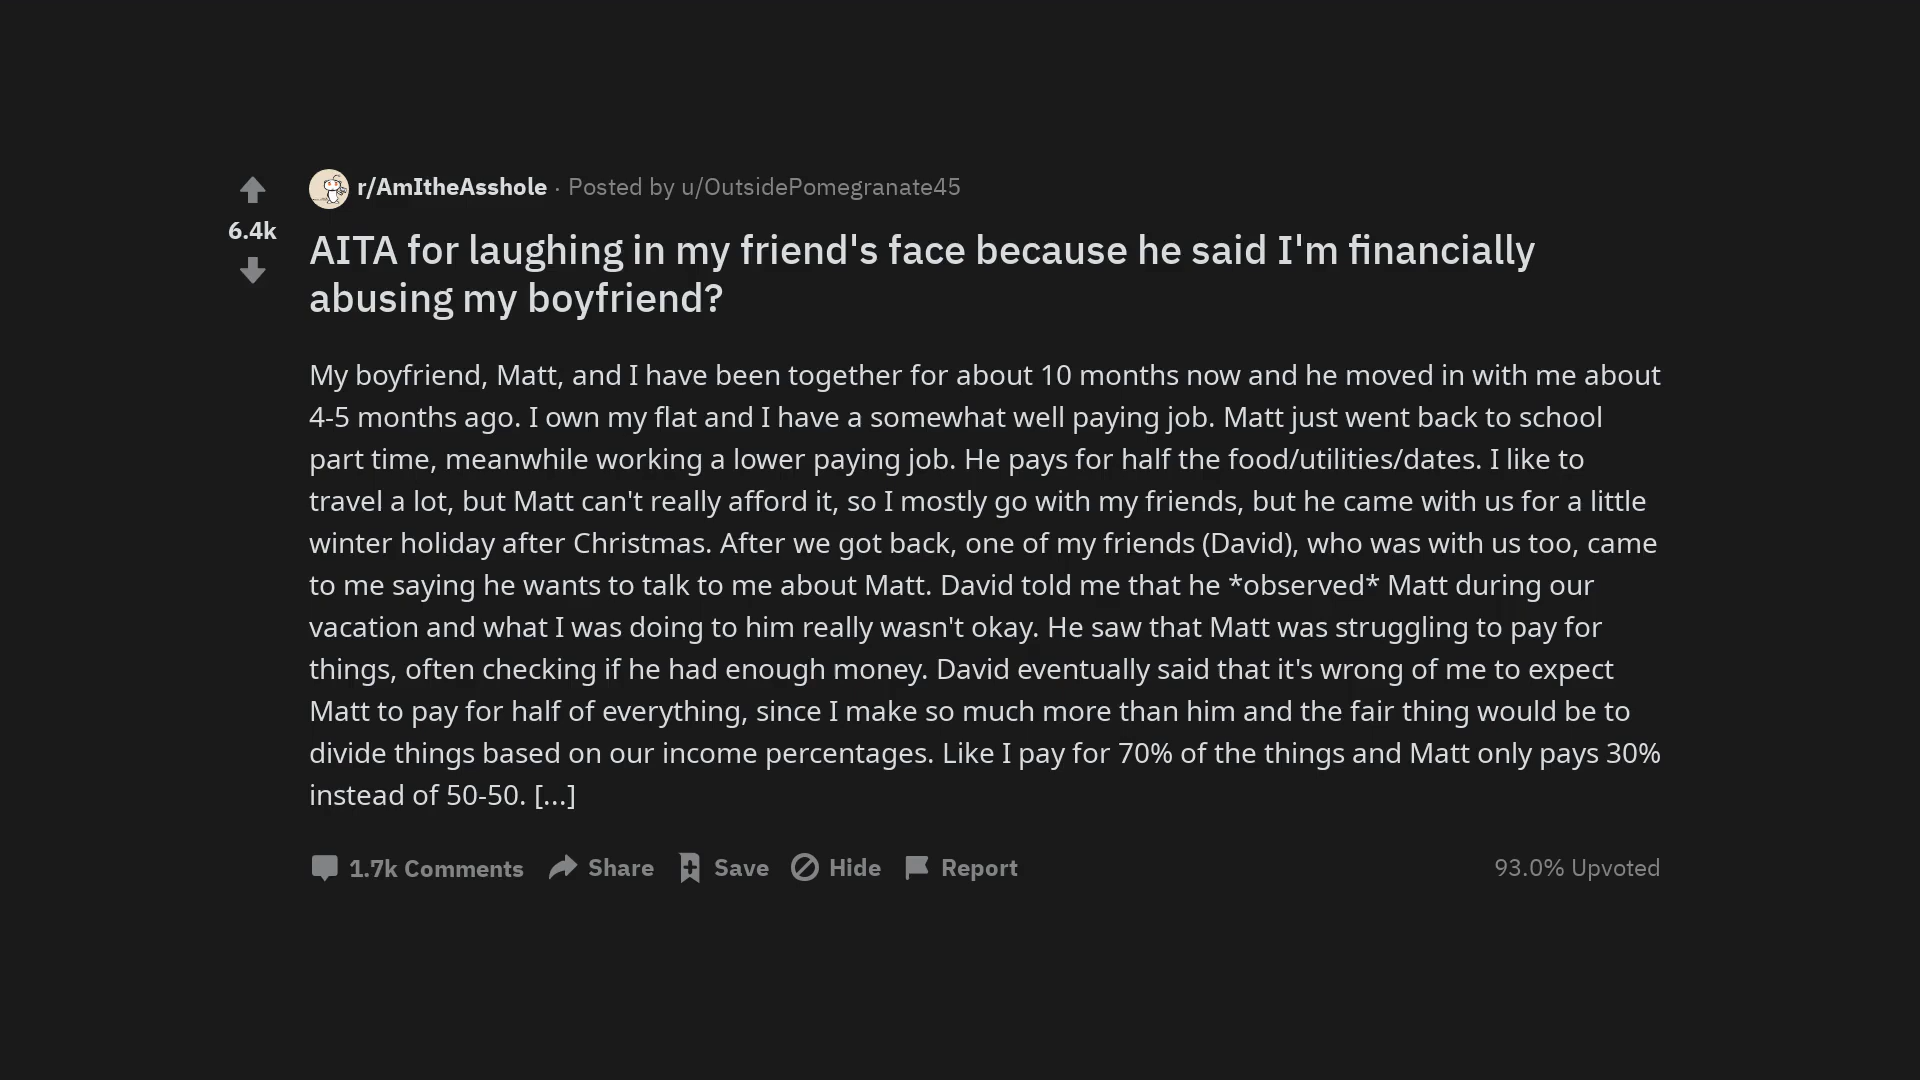 r/AmItheAsshole · Posted by u/OutsidePomegranate45
6.4k
AITA for laughing in my friend's face because he said I'm financially
abusing my boyfriend?
My boyfriend, Matt, and I have been together for about 10 months now and he moved in with me about
4-5 months ago. I own my flat and I have a somewhat well paying job. Matt just went back to school
part time, meanwhile working a lower paying job. He pays for half the food/utilities/dates. I like to
travel a lot, but Matt can't really afford it, so I mostly go with my friends, but he came with us for a little
winter holiday after Christmas. After we got back, one of my friends (David), who was with us too, came
to me saying he wants to talk to me about Matt. David told me that he *observed* Matt during our
vacation and what I was doing to him really wasn't okay. He saw that Matt was struggling to pay for
things, often checking if he had enough money. David eventually said that it's wrong of me to expect
Matt to pay for half of everything, since I make so much more than him and the fair thing would be to
divide things based on our income percentages. Like I pay for 70% of the things and Matt only pays 30%
instead of 50-50. [...]
1.7k Comments Share Save Hide Report 93.0% Upvoted